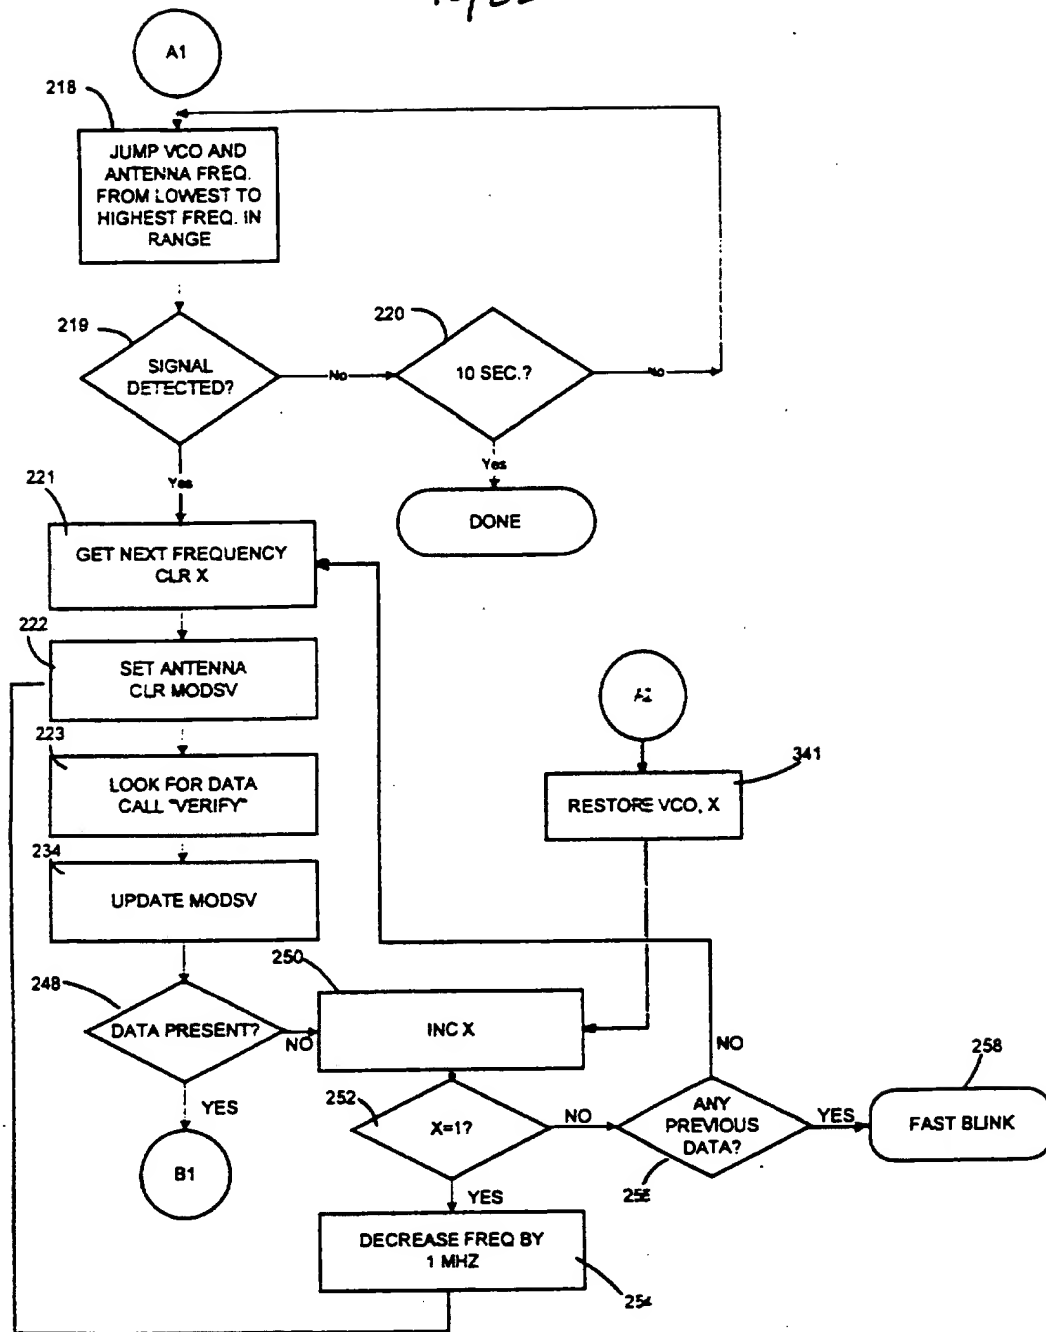 A1
218
JUMP VCO AND
ANTENNA FREQ.
FROM LOWEST TO
HIGHEST FREQ. IN
RANGE
219
SIGNAL
DETECTED?
No
220
10 SEC.?
No
Yes
Yes
DONE
221
GET NEXT FREQUENCY
CLR X
222
SET ANTENNA
CLR MODSV
223
LOOK FOR DATA
CALL "VERIFY"
234
UPDATE MODSV
A2
341
RESTORE VCO, X
248
DATA PRESENT?
NO
YES
B1
250
INC X
252
X=1?
NO
YES
ANY
PREVIOUS
DATA?
NO
YES
258
FAST BLINK
DECREASE FREQ BY
1 MHZ
254